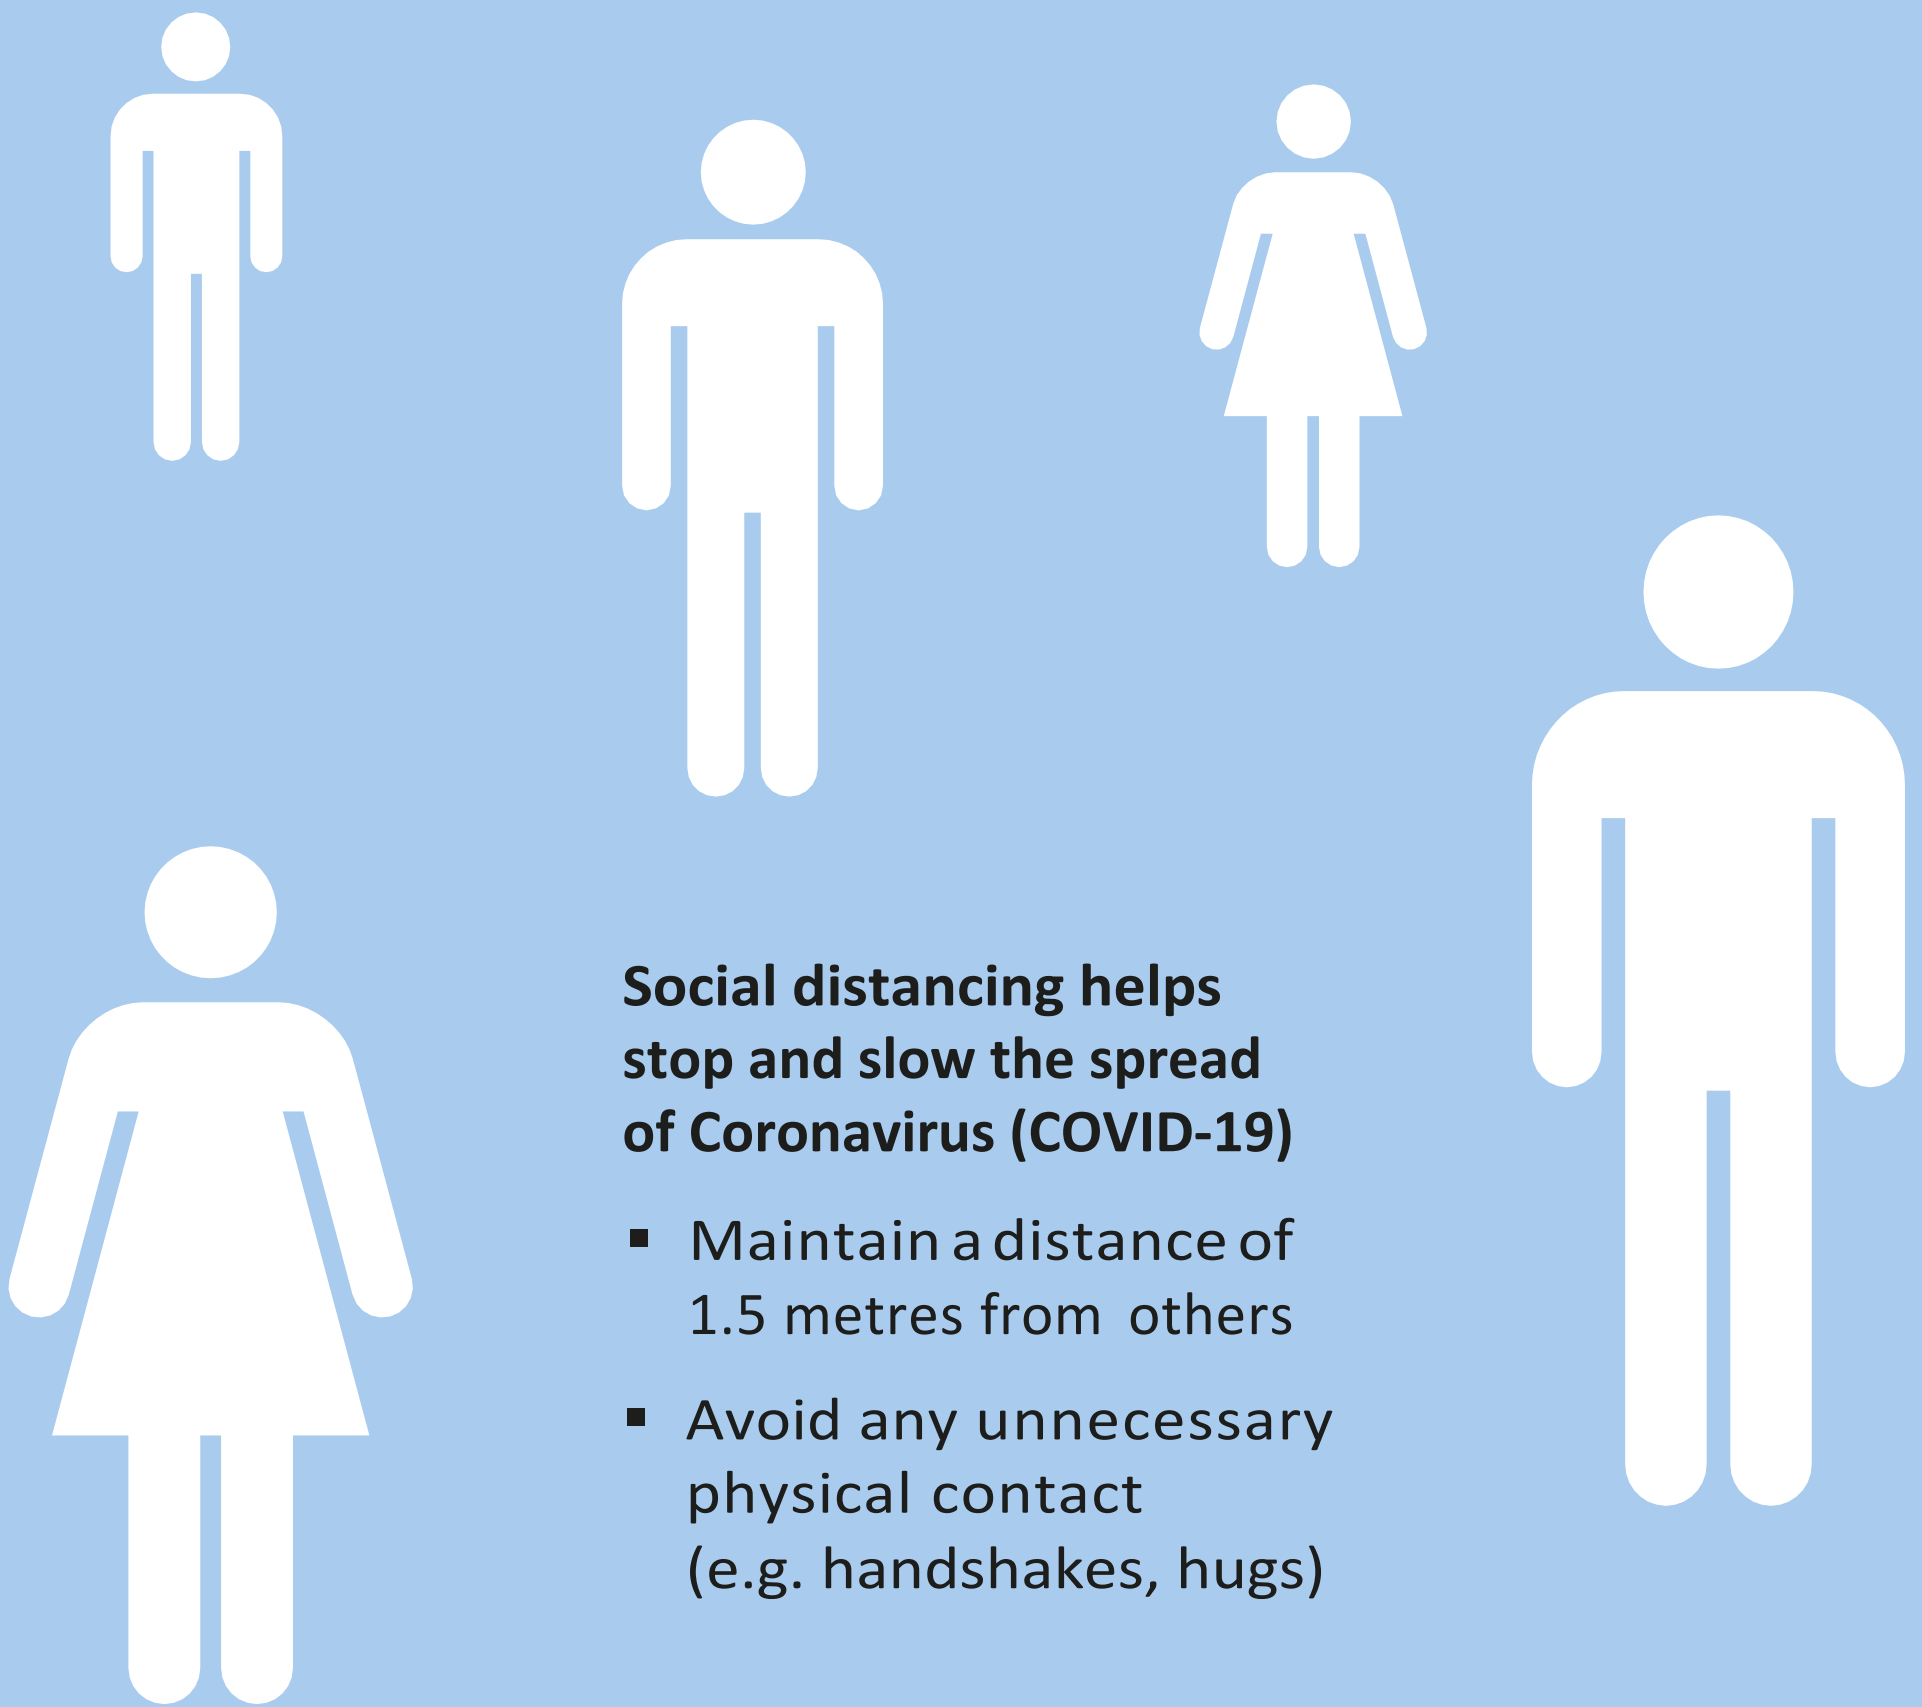 Social distancing helps
stop and slow the spread
of Coronavirus (COVID-19)
▪ Maintain a distance of
1.5 metres from others
▪ Avoid any unnecessary
physical contact
(e.g. handshakes, hugs)